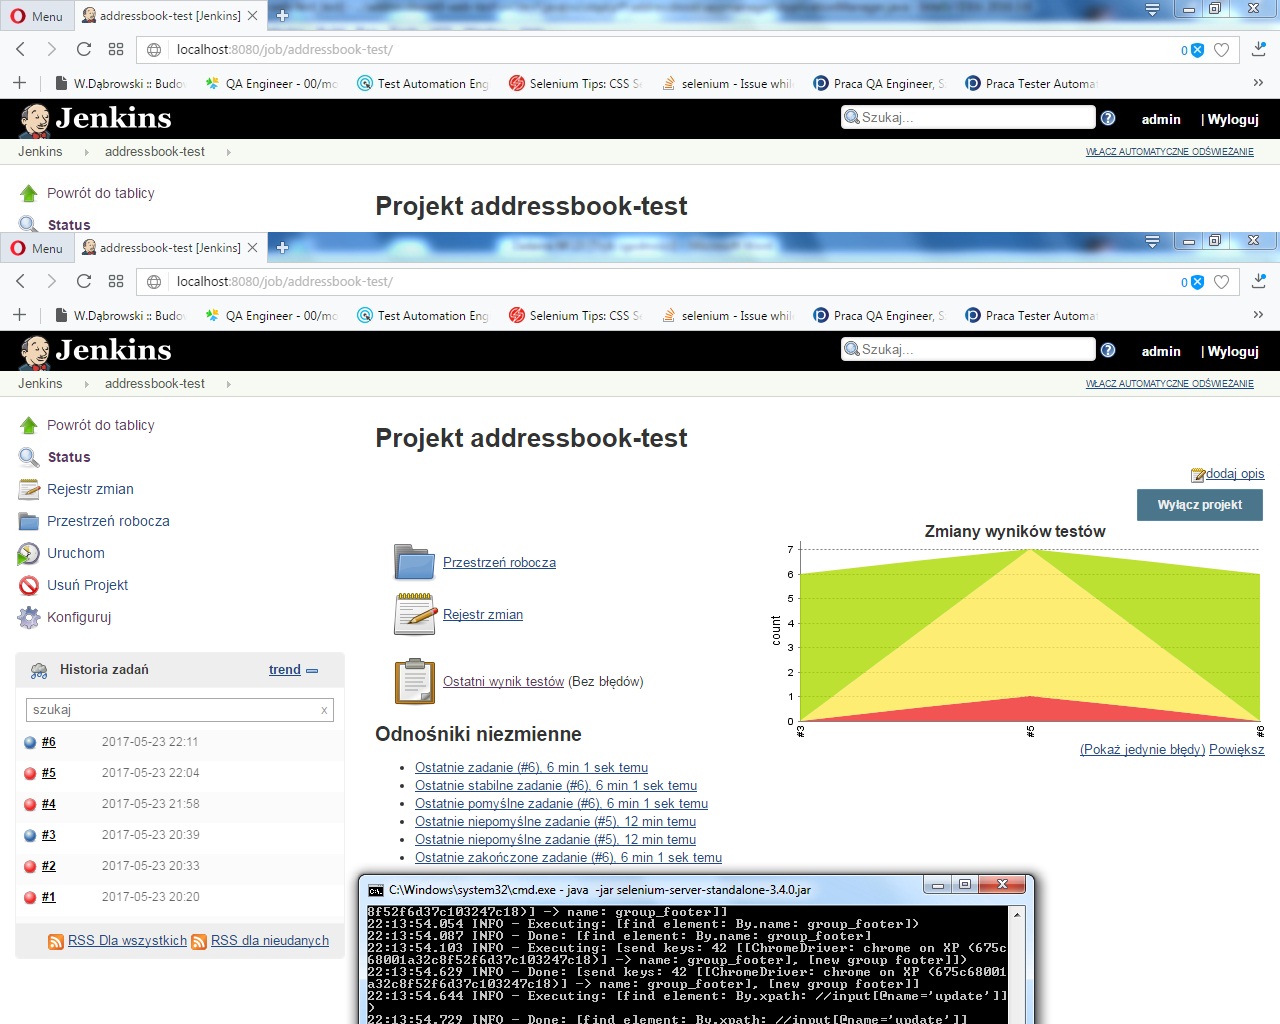 Menu
addressbook-test [Jenkins]
localhost:8080/job/addressbook-test/
0
W.Dąbrowski :: Budo
QA Engineer - 00/mo
Test Automation Eng
Selenium Tips: CSS S
selenium - Issue whil
Praca QA Engineer, S
Praca Tester Automat
Jenkins
Szukaj...
admin
| Wyloguj
Jenkins
addressbook-test
WŁĄCZ AUTOMATYCZNE ODŚWIEŻANIE
Powrót do tablicy
Projekt addressbook-test
Status
Menu
addressbook-test [Jenkins]
localhost:8080/job/addressbook-test/
0
W.Dąbrowski :: Budo
QA Engineer - 00/mo
Test Automation Eng
Selenium Tips: CSS S
selenium - Issue whil
Praca QA Engineer, S
Praca Tester Automat
Jenkins
Szukaj...
admin
| Wyloguj
Jenkins
addressbook-test
WŁĄCZ AUTOMATYCZNE ODŚWIEŻANIE
Powrót do tablicy
Status
Rejestr zmian
Przestrzeń robocza
Uruchom
Usuń Projekt
Konfiguruj
Historia zadań
trend
szukaj
x
#6 2017-05-23 22:11
#5 2017-05-23 22:04
#4 2017-05-23 21:58
#3 2017-05-23 20:39
#2 2017-05-23 20:33
#1 2017-05-23 20:20
RSS Dla wszystkich
RSS dla nieudanych
Projekt addressbook-test
dodaj opis
Wyłącz projekt
Przestrzeń robocza
Rejestr zmian
Ostatni wynik testów (Bez błędów)
Zmiany wyników testów
count
7
6
5
4
3
2
1
0
#3
#5
#6
(Pokaż jedynie błędy) Powiększ
Odnośniki niezmienne
Ostatnie zadanie (#6), 6 min 1 sek temu
Ostatnie stabilne zadanie (#6), 6 min 1 sek temu
Ostatnie pomyślne zadanie (#6), 6 min 1 sek temu
Ostatnie niepomyślne zadanie (#5), 12 min temu
Ostatnie niepomyślne zadanie (#5), 12 min temu
Ostatnie zakończone zadanie (#6), 6 min 1 sek temu
C:\Windows\system32\cmd.exe - java -jar selenium-server-standalone-3.4.0.jar
8f52f6d37c103247c18)] -> name: group_footer]]
22:13:54.054 INFO - Executing: [find element: By.name: group_footer])
22:13:54.087 INFO - Done: [find element: By.name: group_footer]
22:13:54.103 INFO - Executing: [send keys: 42 [[ChromeDriver: chrome on XP (675c
68001a32c8f52f6d37c103247c18)] -> name: group_footer], [new group footer]])
22:13:54.629 INFO - Done: [send keys: 42 [[ChromeDriver: chrome on XP (675c68001
a32c8f52f6d37c103247c18)] -> name: group_footer], [new group footer]]
22:13:54.644 INFO - Executing: [find element: By.xpath: //input[@name='update']]
)
22:13:54.729 INFO - Done: [find element: By.xpath: //input[@name='update']]